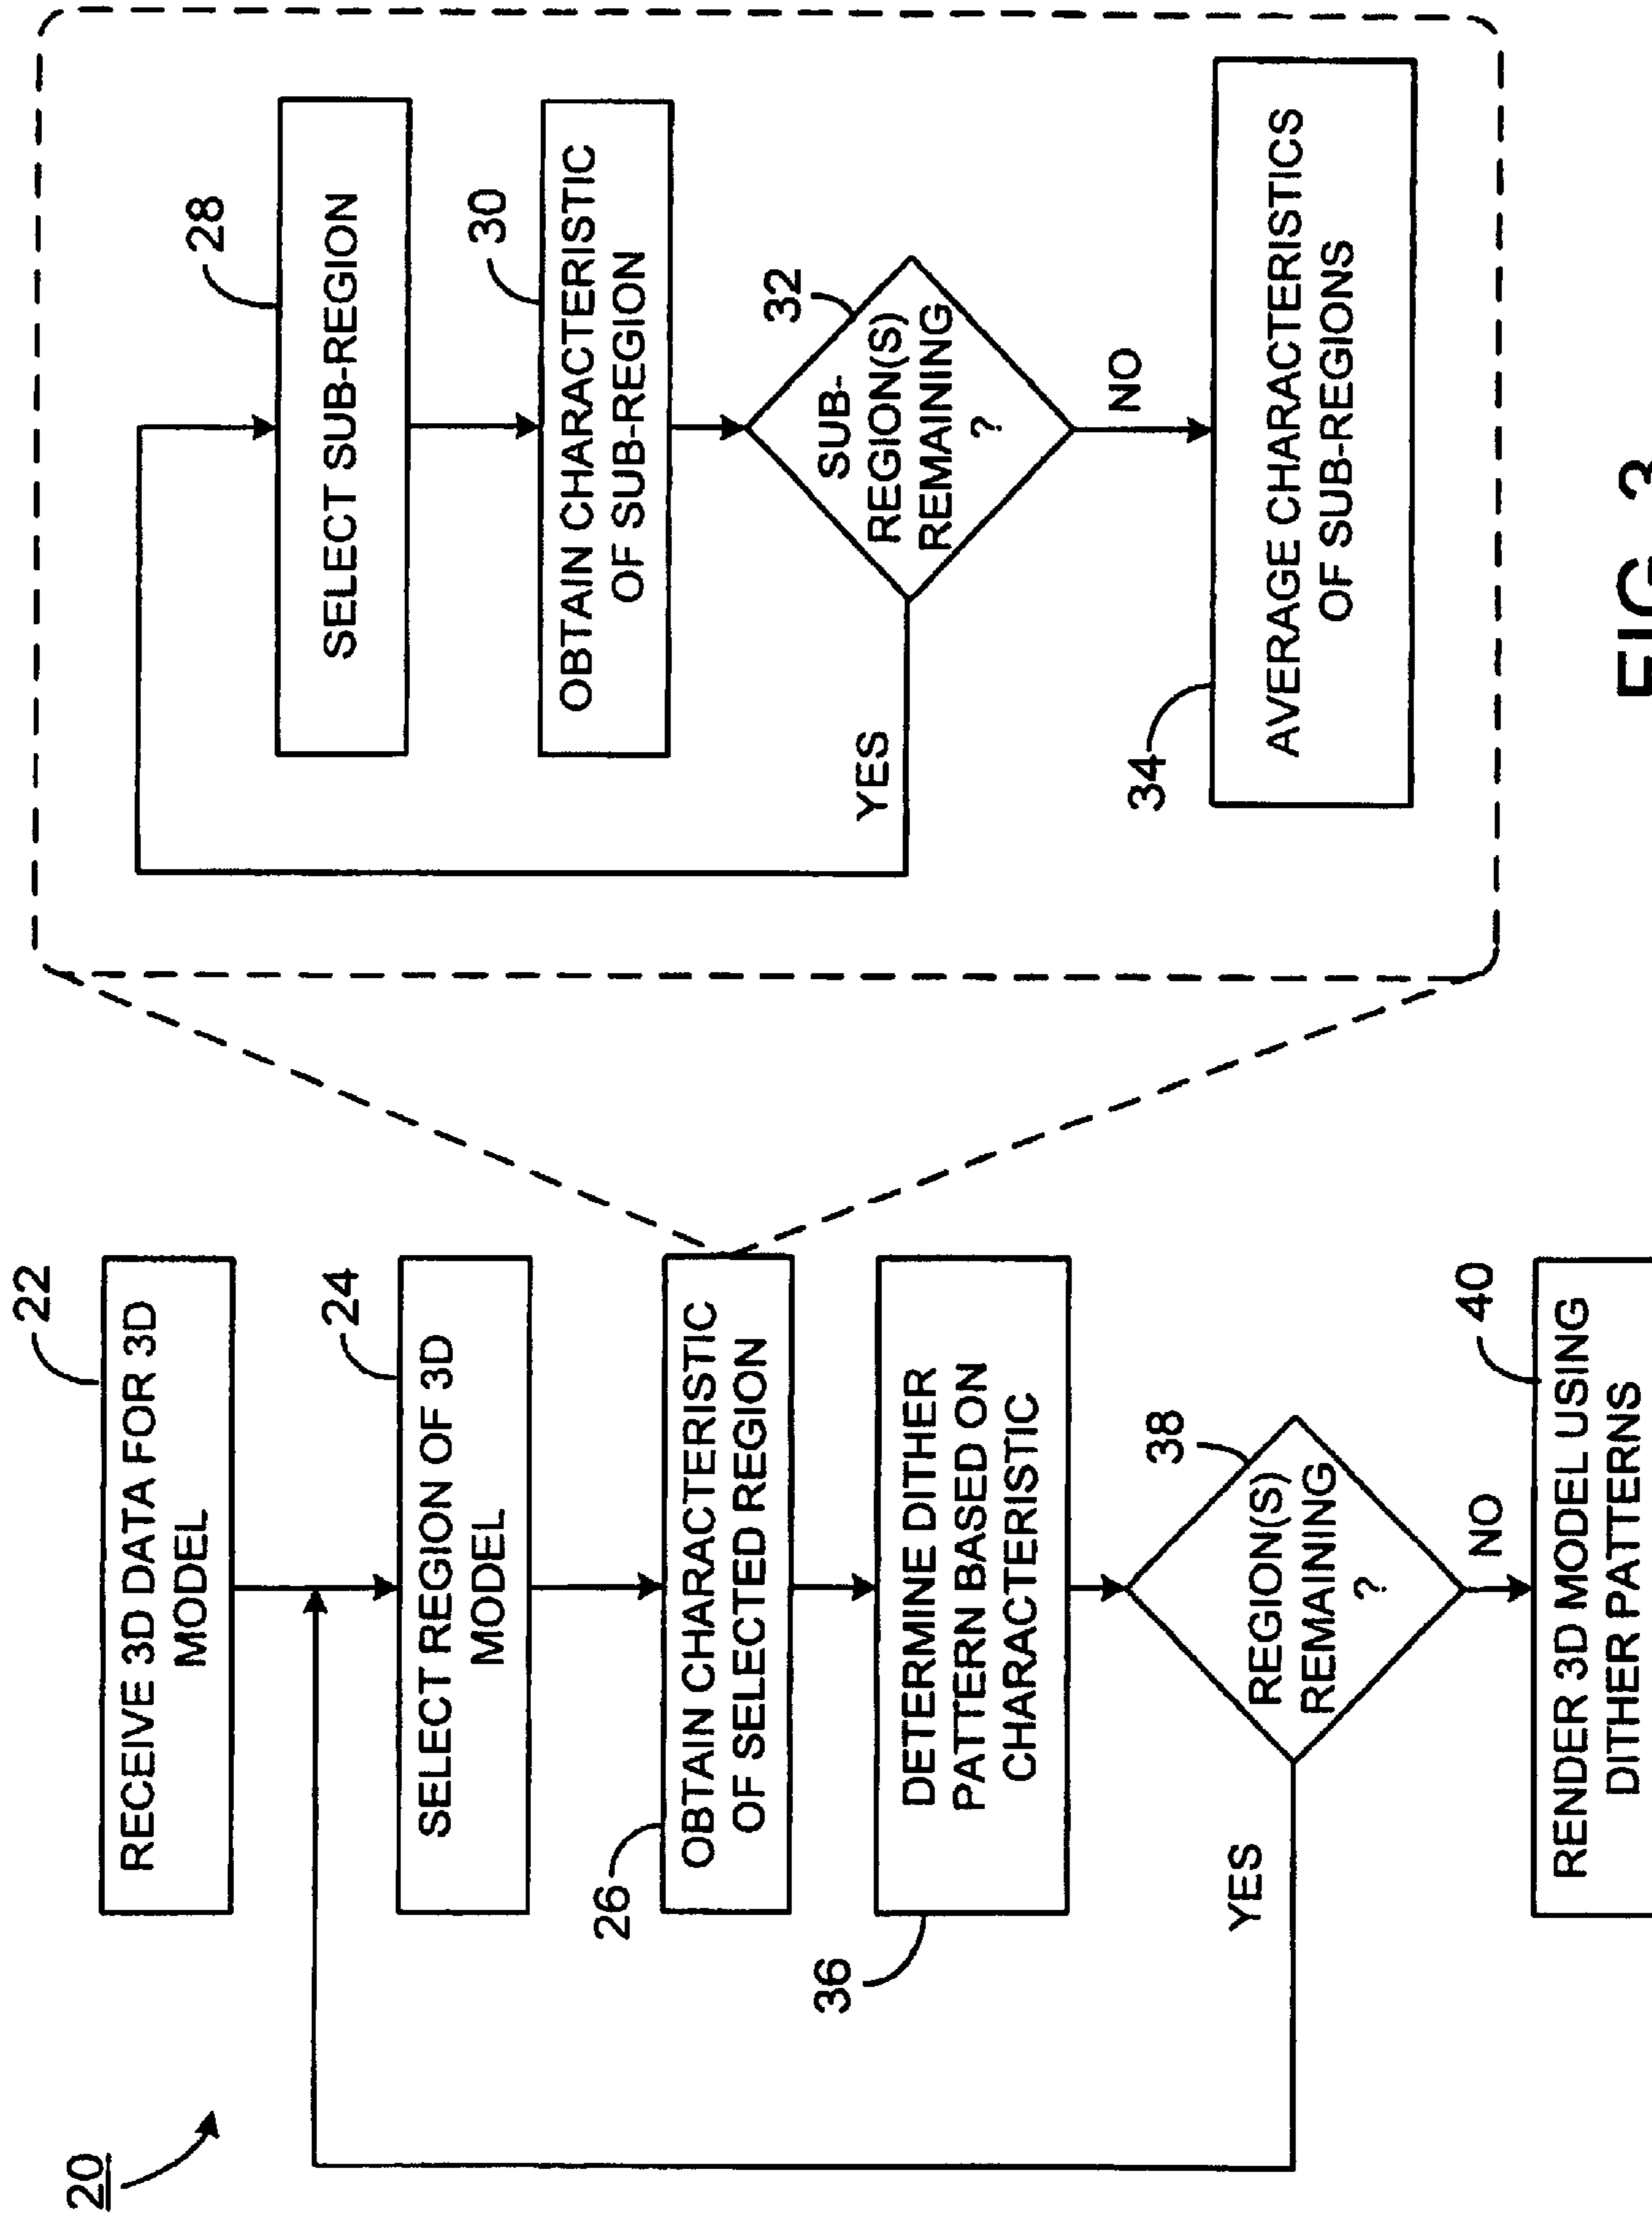 20
22
RECEIVE 3D DATA FOR 3D
MODEL
24
SELECT REGION OF 3D
MODEL
26
OBTAIN CHARACTERISTIC
OF SELECTED REGION
36
DETERMINE DITHER
PATTERN BASED ON
CHARACTERISTIC
38
REGION(S)
REMAINING
?
YES
NO
40
RENDER 3D MODEL USING
DITHER PATTERNS
28
SELECT SUB-REGION
30
OBTAIN CHARACTERISTIC
OF SUB-REGION
32
SUB-
REGION(S)
REMAINING
?
YES
NO
34
AVERAGE CHARACTERISTICS
OF SUB-REGIONS
FIG. 3